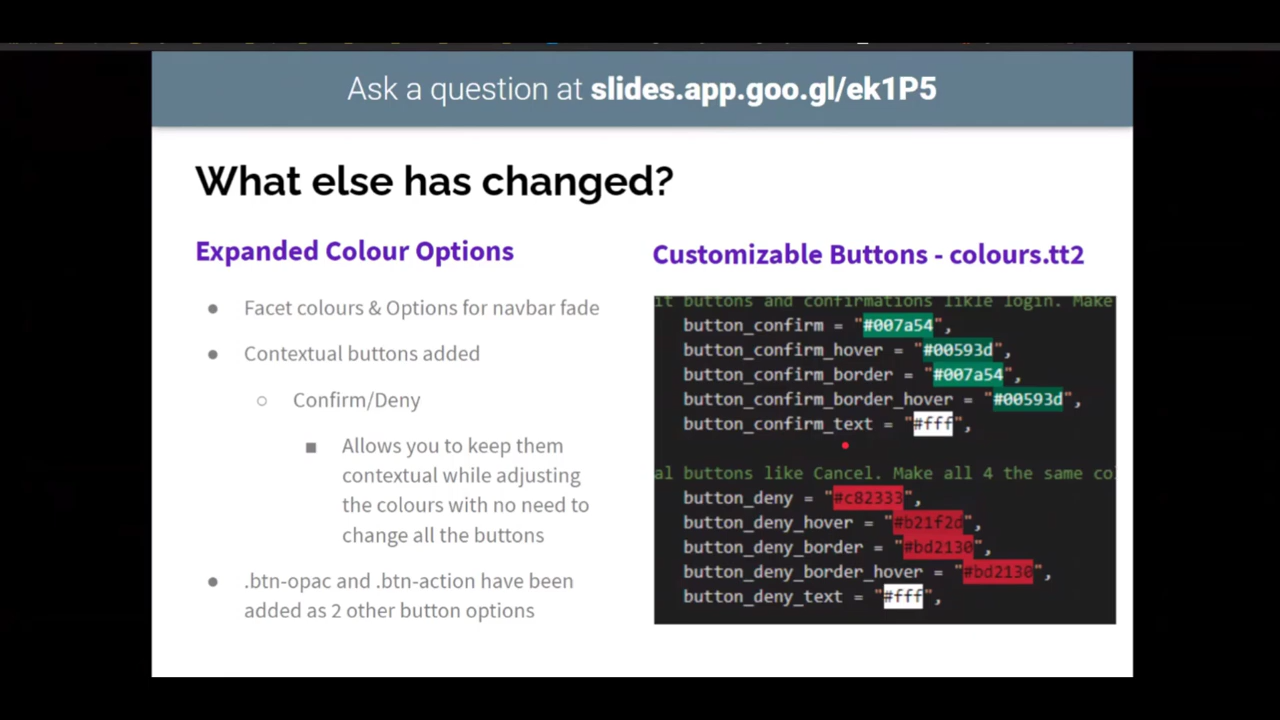 Ask a question at slides.app.goo.gl/ek1P5
What else has changed?
Expanded Colour Options
● Facet colours & Options for navbar fade
● Contextual buttons added
○ Confirm/Deny
■ Allows you to keep them
contextual while adjusting
the colours with no need to
change all the buttons
● .btn-opac and .btn-action have been
added as 2 other button options
Customizable Buttons - colours.tt2
it buttons and confirmations likle login. Make
button_confirm = "#007a54",
button_confirm_hover = "#00593d",
button_confirm_border = "#007a54",
button_confirm_border_hover = "#00593d",
button_confirm_text = "#fff",
al buttons like Cancel. Make all 4 the same co
button_deny = "#c82333",
button_deny_hover = "#b21f2d",
button_deny_border = "#bd2130",
button_deny_border_hover = "#bd2130",
button_deny_text = "#fff",